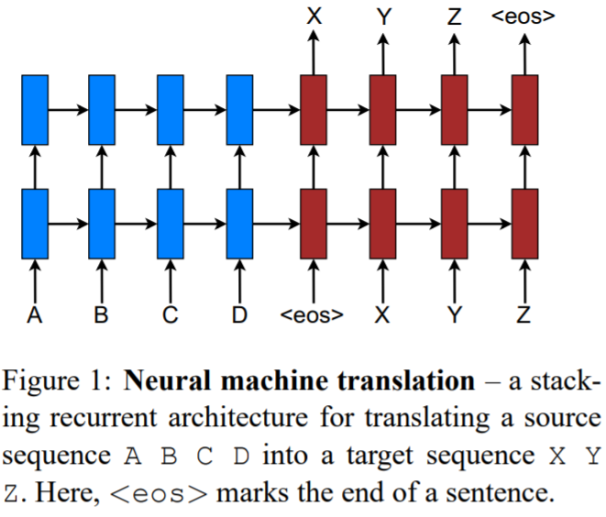 X Y Z <eos>
A B C D <eos> X Y Z
Figure 1: Neural machine translation – a stack-
ing recurrent architecture for translating a source
sequence A B C D into a target sequence X Y
Z. Here, <eos> marks the end of a sentence.